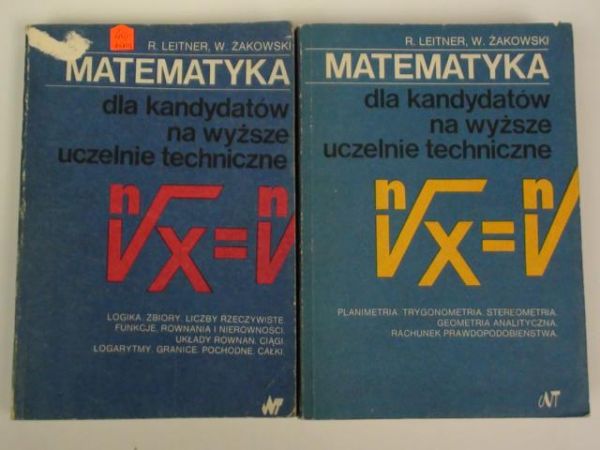 R. LEITNER, W. ŻAKOWSKI
MATEMATYKA
dla kandydatów
na wyższe
uczelnie techniczne
n√x = n√
LOGIKA. ZBIORY. LICZBY RZECZYWISTE.
FUNKCJE, RÓWNANIA I NIERÓWNOŚCI.
UKŁADY RÓWNAŃ. CIĄGI.
LOGARYTMY. GRANICE. POCHODNE. CAŁKI.
WNT
R. LEITNER, W. ŻAKOWSKI
MATEMATYKA
dla kandydatów
na wyższe
uczelnie techniczne
n√x = n√
PLANIMETRIA. TRYGONOMETRIA. STEREOMETRIA.
GEOMETRIA ANALITYCZNA.
RACHUNEK PRAWDOPODOBIEŃSTWA.
WNT